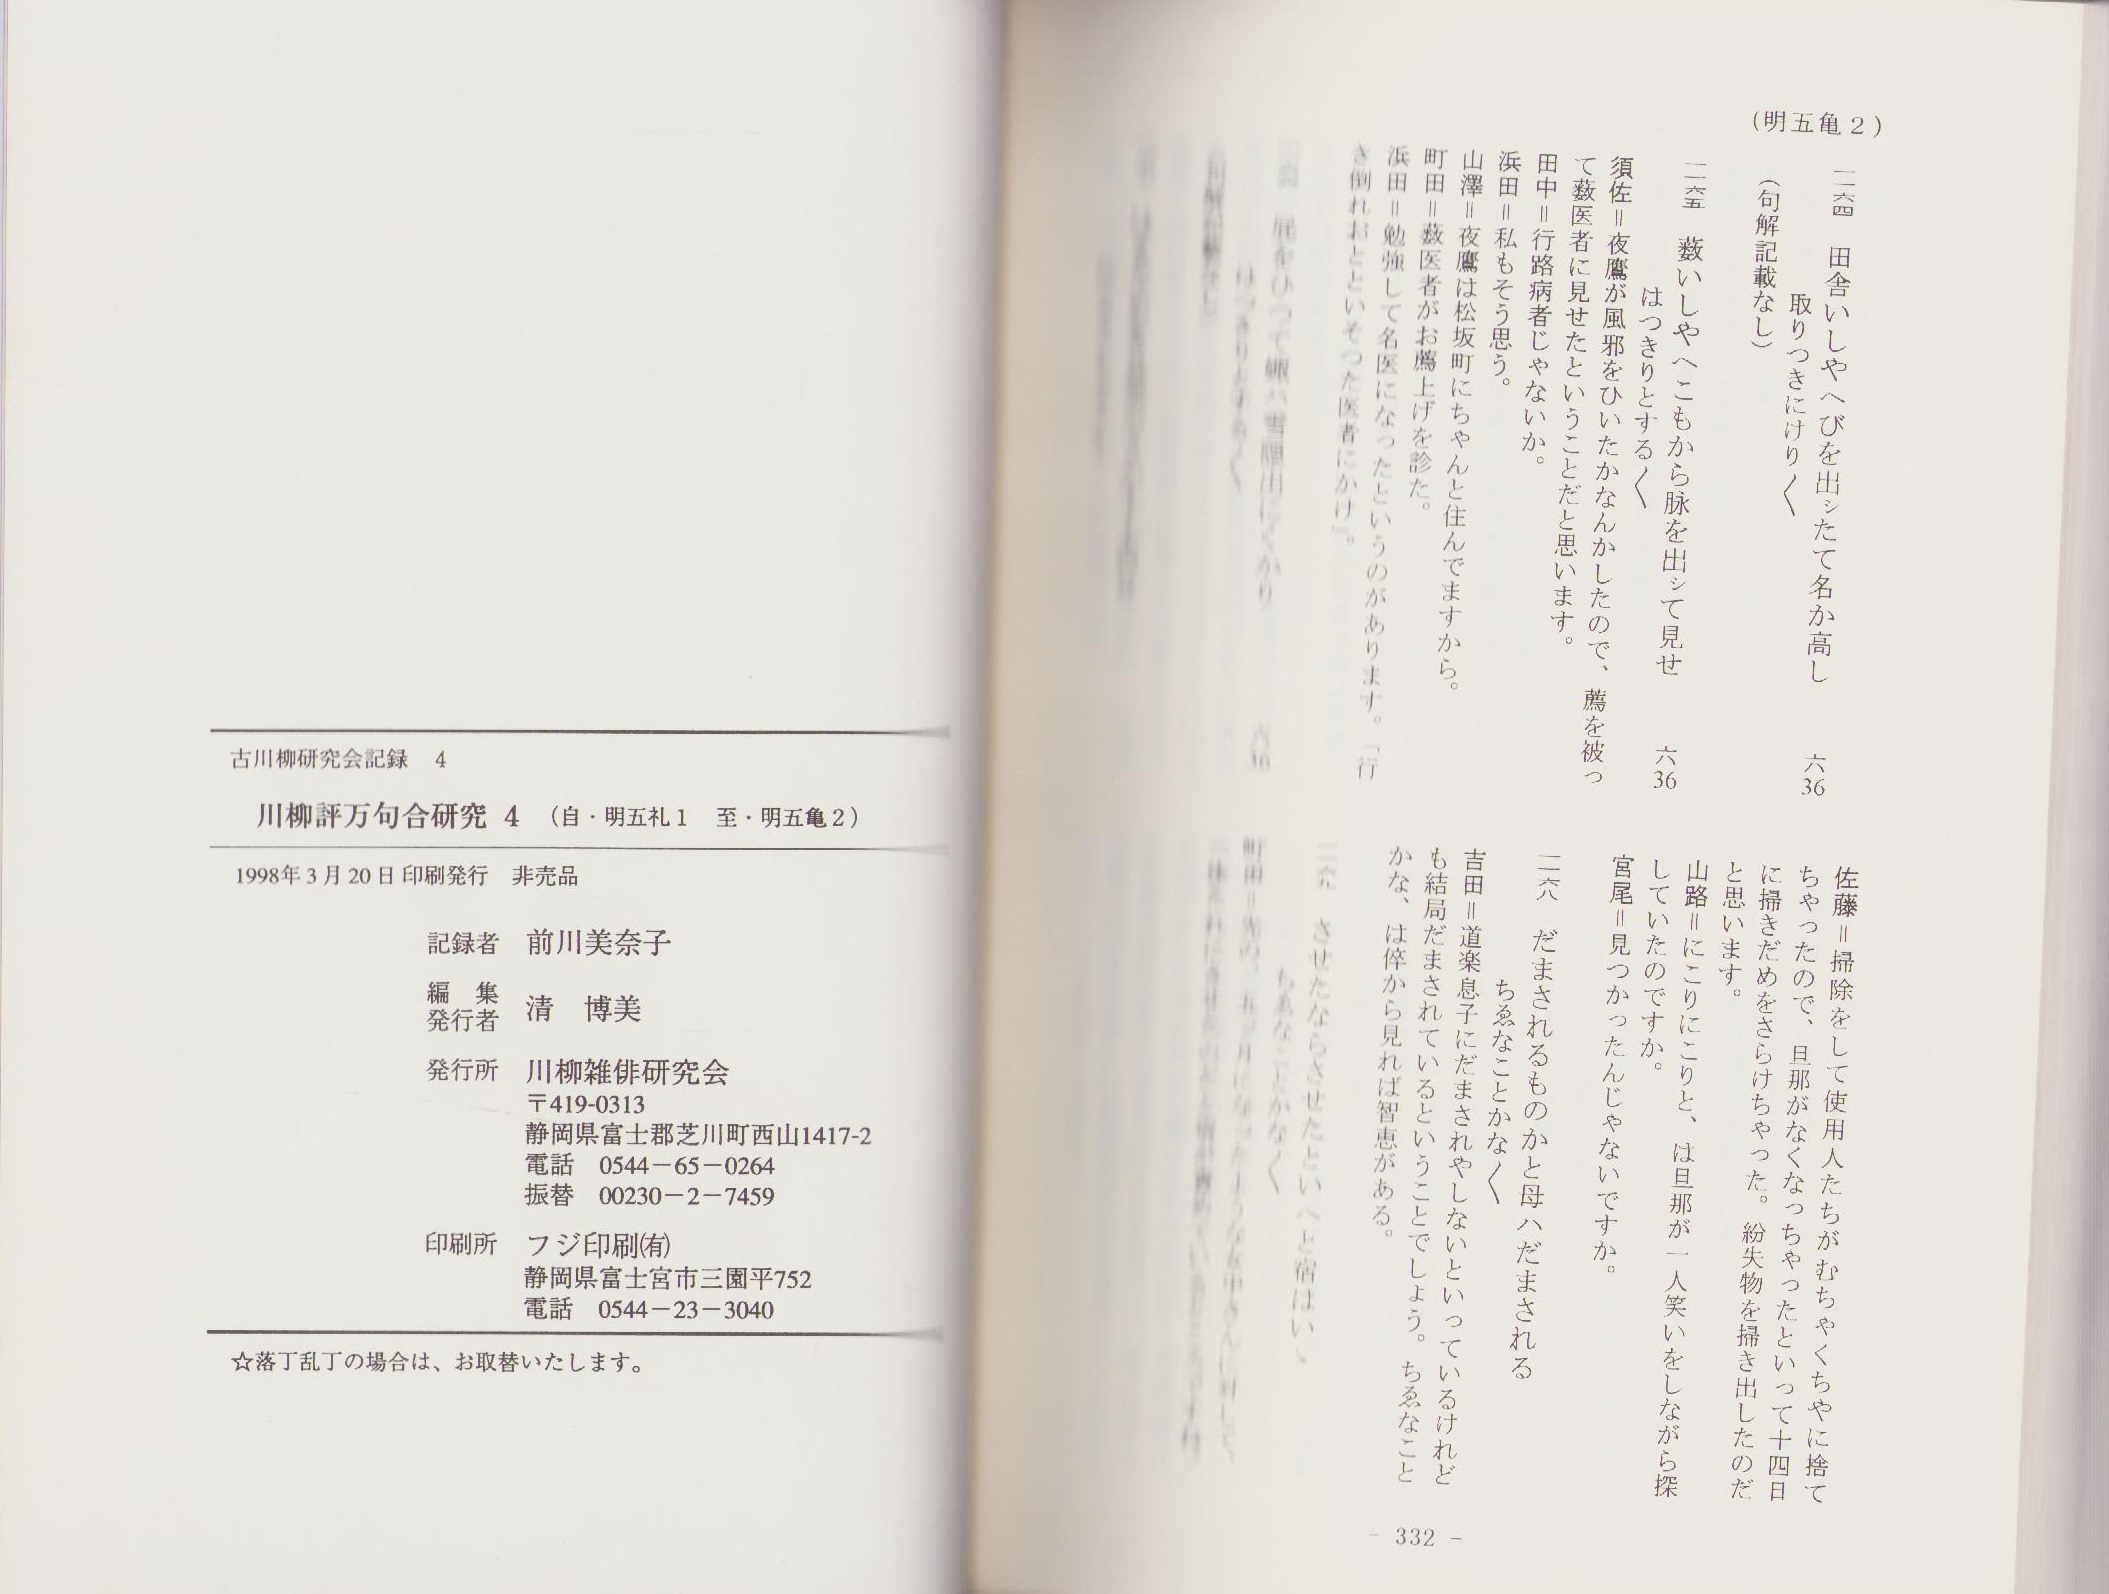 (明五亀2)
二六四　田舎いしやへびを出シたて名か高し　六36
取りつきにけり〱
(句解記載なし)
二六五　薮いしやへこもから脉を出シて見せ　六36
はつきりとする〱
須佐＝夜鷹が風邪をひいたかなんかしたので、薦を被っ
て薮医者に見せたということだと思います。
田中＝行路病者じゃないか。
浜田＝私もそう思う。
山澤＝夜鷹は松坂町にちゃんと住んでますから。
町田＝薮医者がお薦上げを診た。
浜田＝勉強して名医になったというのがあります。「行
き倒れおとといそった医者にかけ」。
佐藤＝掃除をして使用人たちがむちゃくちゃに捨て
ちゃったので、旦那がなくなっちゃったといって十四日
に掃きだめをさらけちゃった。紛失物を掃き出したのだ
と思います。
山路＝にこりにこりと、は旦那が一人笑いをしながら探
していたのですか。
宮尾＝見つかったんじゃないですか。
二六八　だまされるものかと母ハだまされる
ちゑなことかな〱
吉田＝道楽息子にだまされやしないといっているけれど
も結局だまされているということでしょう。ちゑなこと
かな、は倅から見れば智恵がある。
させたならさせたといへと宿はい
ちゑなことかな〱
- 332 -
古川柳研究会記録　4
川柳評万句合研究 4　(自・明五礼1　至・明五亀2)
1998年3月20日印刷発行　非売品
記録者　前川美奈子
編　集
発行者　清　博美
発行所　川柳雑俳研究会
〒419-0313
静岡県富士郡芝川町西山1417-2
電話　0544－65－0264
振替　00230－2－7459
印刷所　フジ印刷㈲
静岡県富士宮市三園平752
電話　0544－23－3040
☆落丁乱丁の場合は、お取替いたします。